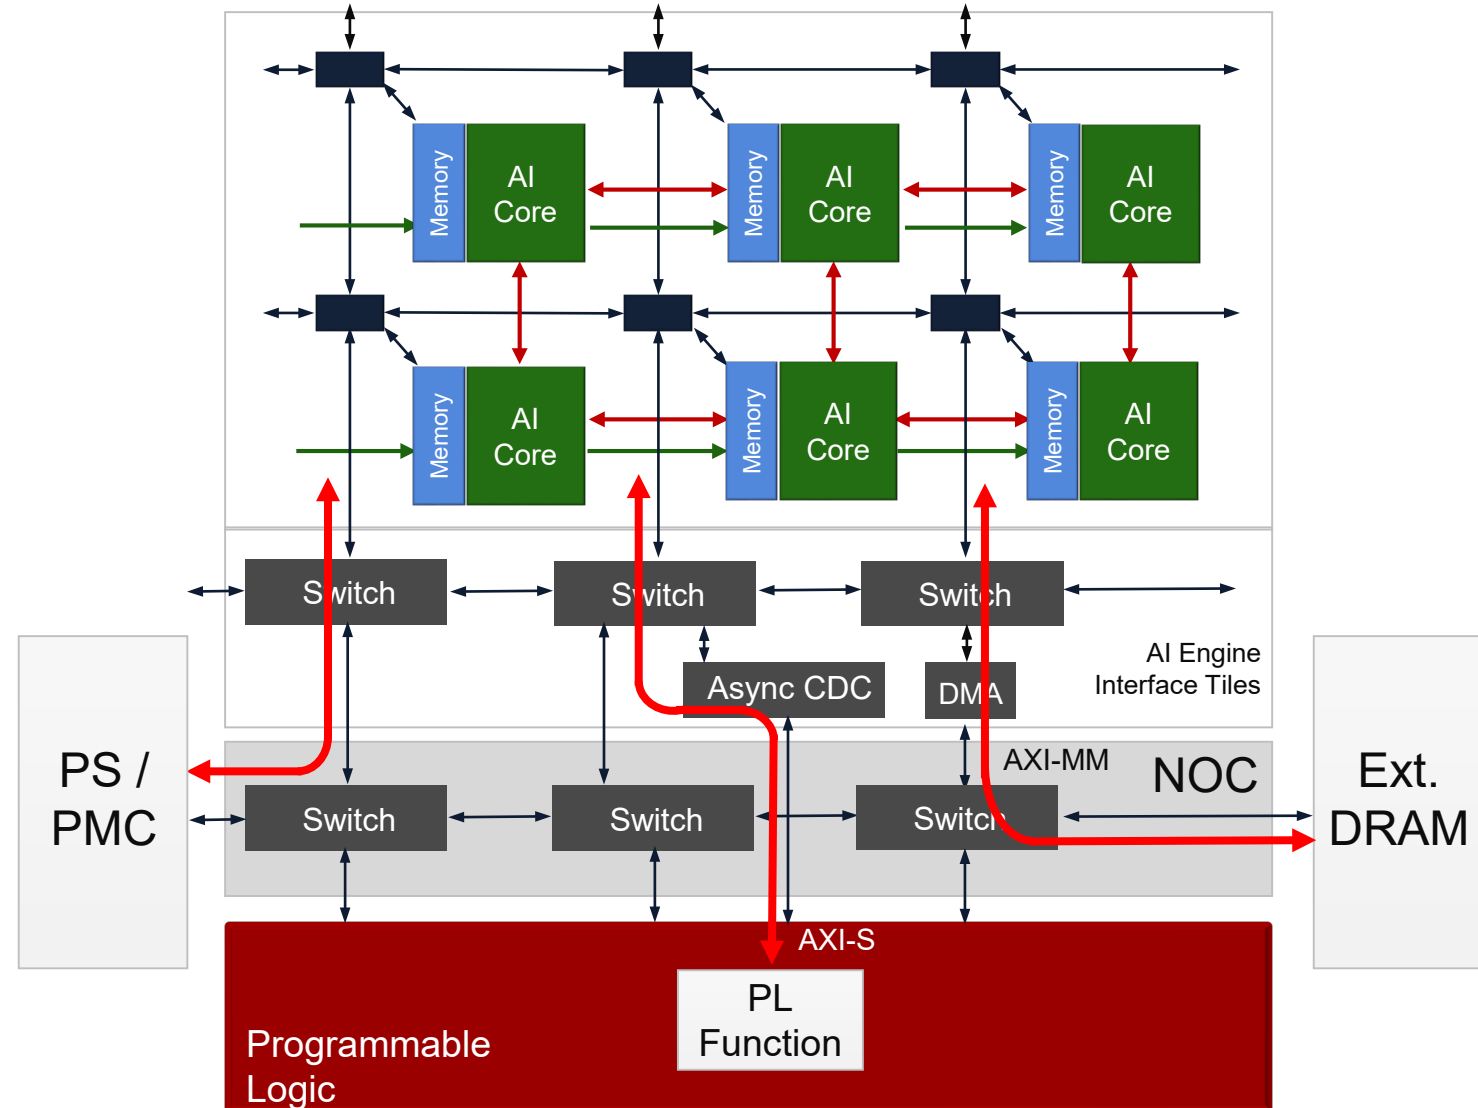 Memory
AI
Core
Memory
AI
Core
Memory
AI
Core
Memory
AI
Core
Memory
AI
Core
Memory
AI
Core
Switch
Switch
Switch
Async CDC
DMA
AI Engine
Interface Tiles
PS /
PMC
AXI-MM
NOC
Ext.
DRAM
Switch
Switch
Switch
AXI-S
PL
Function
Programmable
Logic